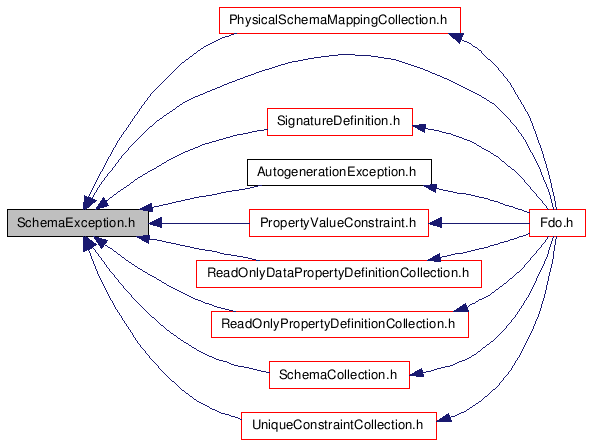 PhysicalSchemaMappingCollection.h
SignatureDefinition.h
AutogenerationException.h
SchemaException.h
PropertyValueConstraint.h
Fdo.h
ReadOnlyDataPropertyDefinitionCollection.h
ReadOnlyPropertyDefinitionCollection.h
SchemaCollection.h
UniqueConstraintCollection.h